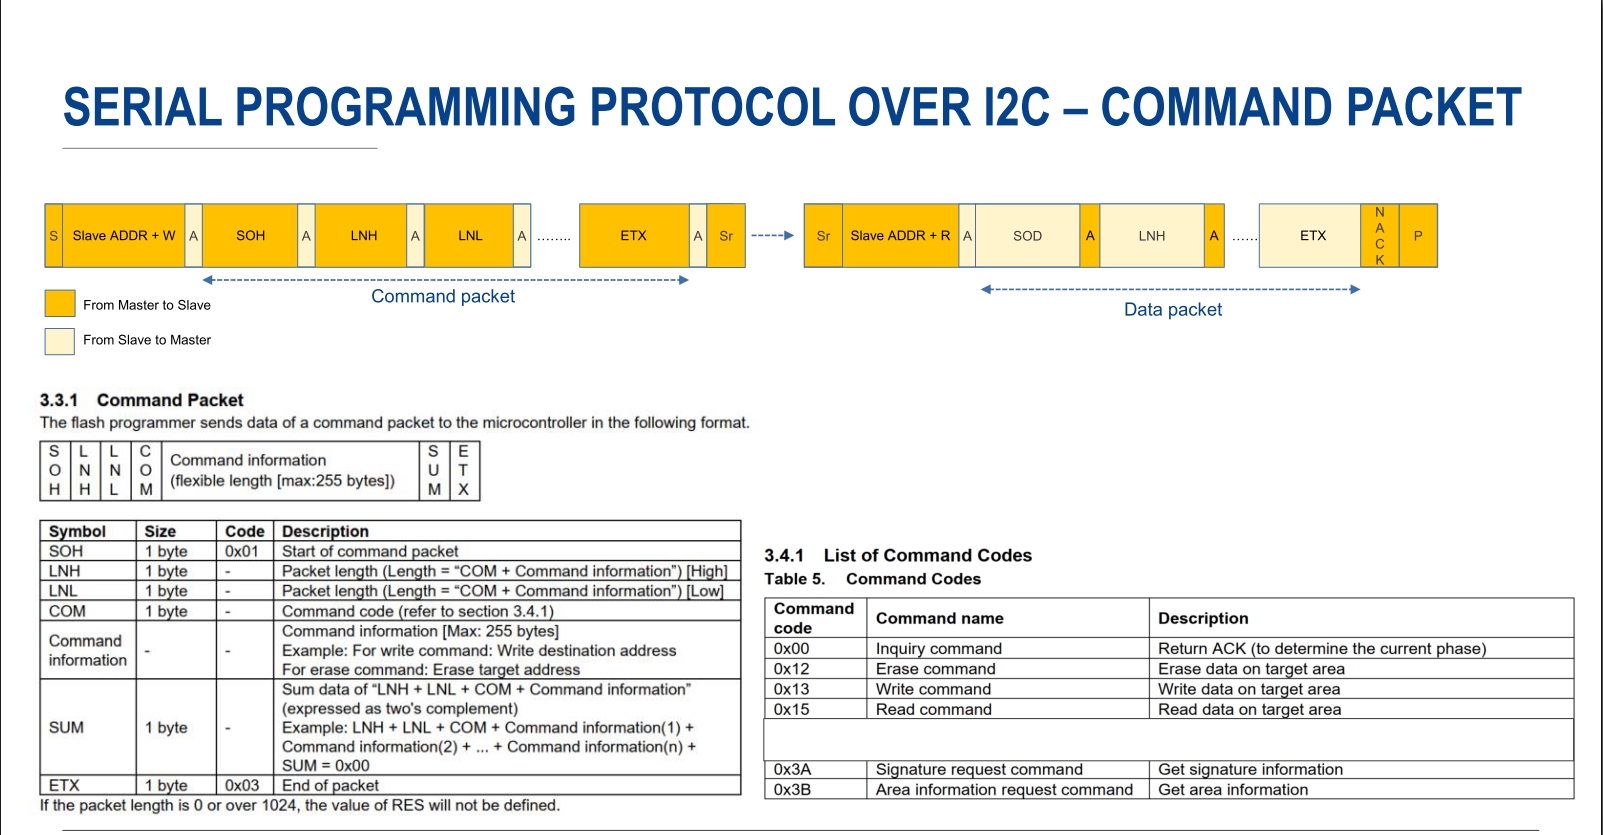 SERIAL PROGRAMMING PROTOCOL OVER I2C – COMMAND PACKET
S Slave ADDR + W A SOH A LNH A LNL A ........ ETX A Sr Sr Slave ADDR + R A SOD A LNH A ...... ETX NACK P
Command packet
Data packet
From Master to Slave
From Slave to Master
3.3.1 Command Packet
The flash programmer sends data of a command packet to the microcontroller in the following format.
SOH LNH LNL COM Command information SUM ETX
(flexible length [max:255 bytes])
Symbol Size Code Description
SOH 1 byte 0x01 Start of command packet
LNH 1 byte - Packet length (Length = “COM + Command information”) [High]
LNL 1 byte - Packet length (Length = “COM + Command information”) [Low]
COM 1 byte - Command code (refer to section 3.4.1)
Command information - - Command information [Max: 255 bytes]
Example: For write command: Write destination address
For erase command: Erase target address
SUM 1 byte - Sum data of “LNH + LNL + COM + Command information”
(expressed as two's complement)
Example: LNH + LNL + COM + Command information(1) +
Command information(2) + ... + Command information(n) +
SUM = 0x00
ETX 1 byte 0x03 End of packet
If the packet length is 0 or over 1024, the value of RES will not be defined.
3.4.1 List of Command Codes
Table 5. Command Codes
Command code Command name Description
0x00 Inquiry command Return ACK (to determine the current phase)
0x12 Erase command Erase data on target area
0x13 Write command Write data on target area
0x15 Read command Read data on target area
0x3A Signature request command Get signature information
0x3B Area information request command Get area information